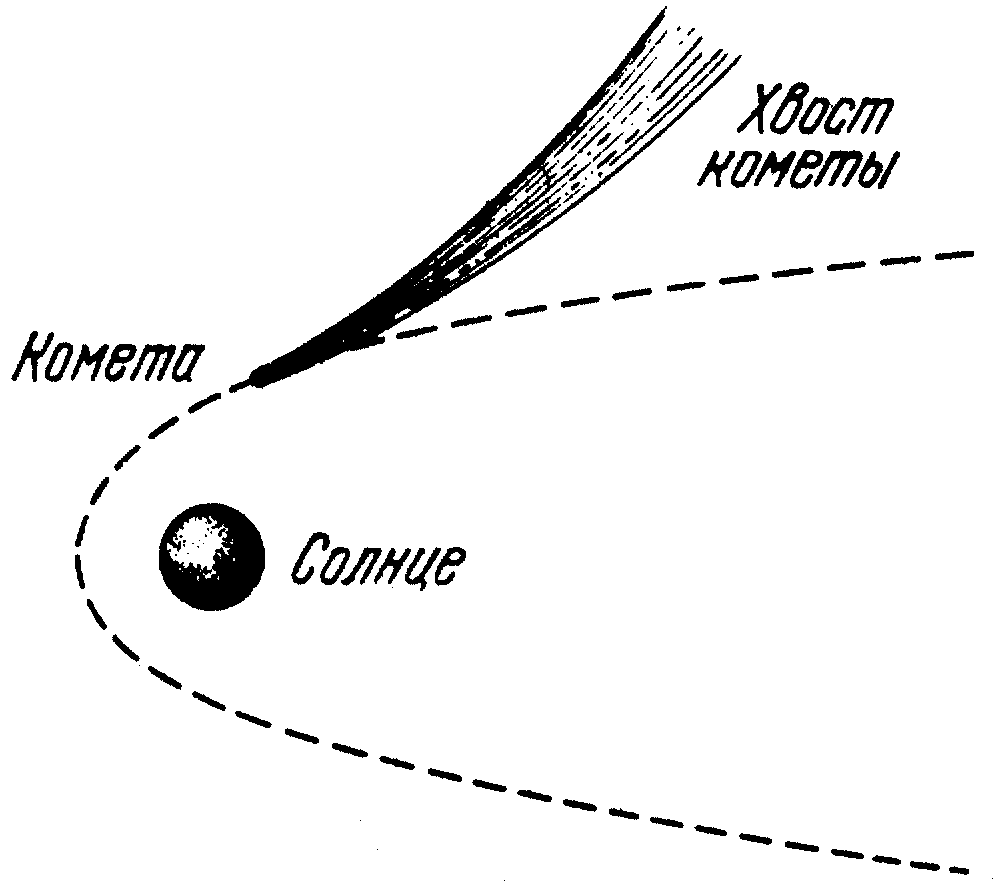 Хвост
кометы
Комета
Солнце